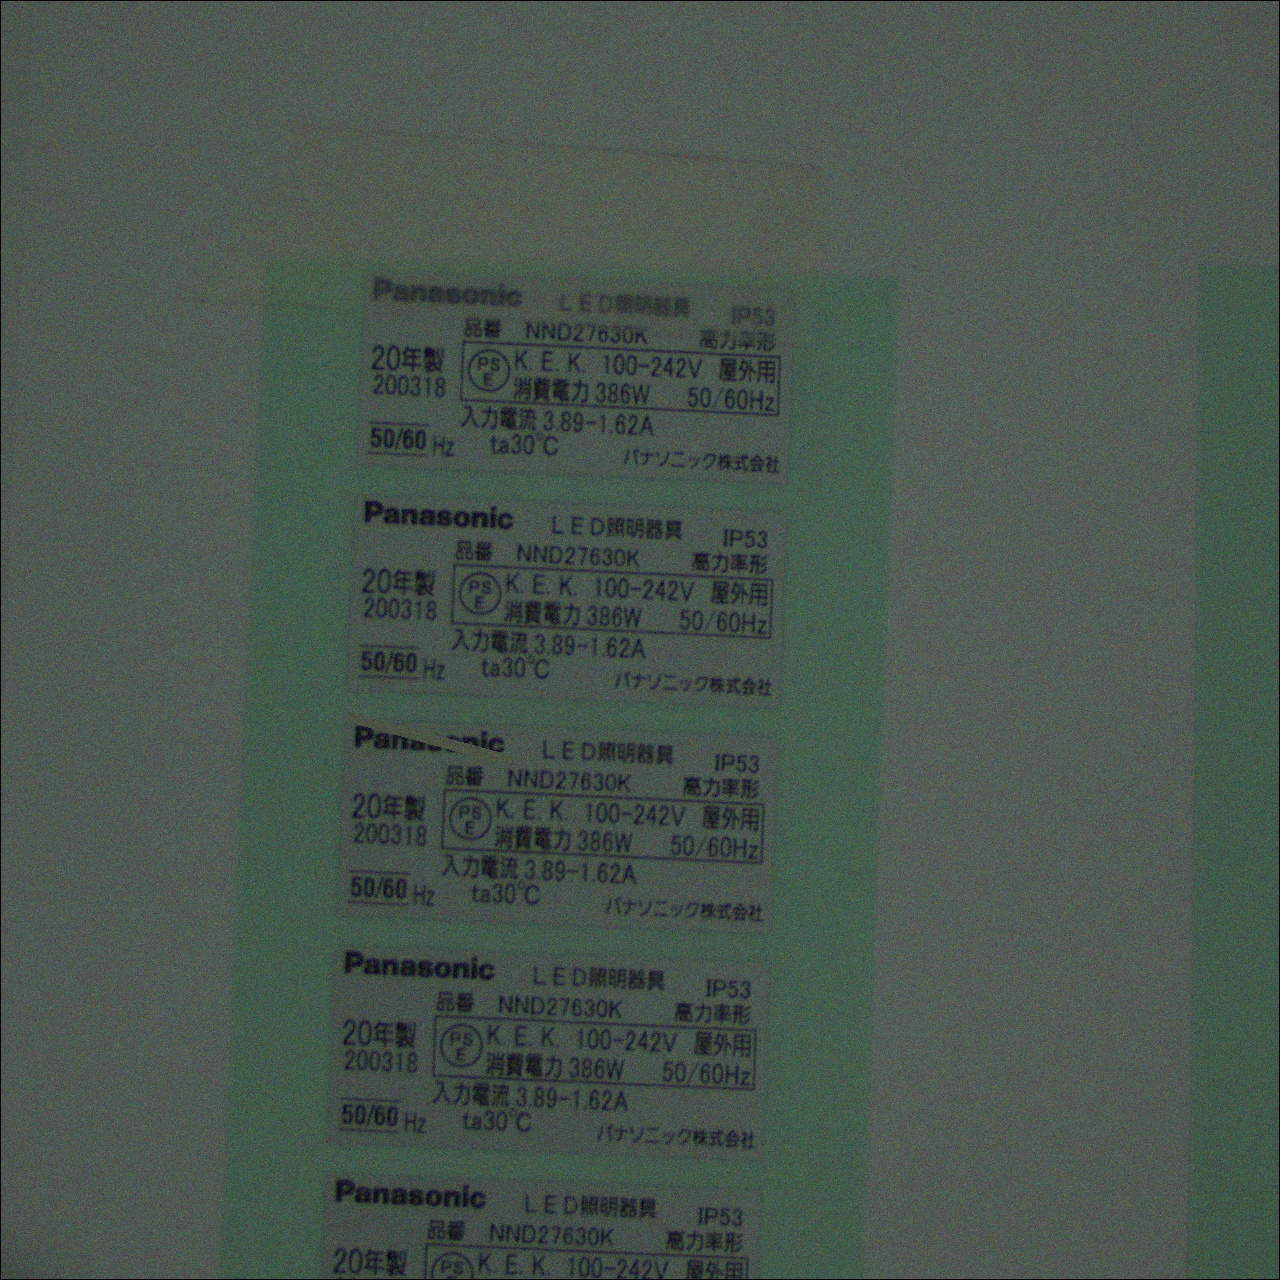 Panasonic LED照明器具 IP53
品番 NND27630K 高力率形
20年製 PSE K.E.K. 100-242V 屋外用
200318 消費電力 386W 50/60Hz
入力電流 3.89-1.62A
50/60 Hz ta30℃ パナソニック株式会社
Panasonic LED照明器具 IP53
品番 NND27630K 高力率形
20年製 PSE K.E.K. 100-242V 屋外用
200318 消費電力 386W 50/60Hz
入力電流 3.89-1.62A
50/60 Hz ta30℃ パナソニック株式会社
Panasonic LED照明器具 IP53
品番 NND27630K 高力率形
20年製 PSE K.E.K. 100-242V 屋外用
200318 消費電力 386W 50/60Hz
入力電流 3.89-1.62A
50/60 Hz ta30℃ パナソニック株式会社
Panasonic LED照明器具 IP53
品番 NND27630K 高力率形
20年製 PSE K.E.K. 100-242V 屋外用
200318 消費電力 386W 50/60Hz
入力電流 3.89-1.62A
50/60 Hz ta30℃ パナソニック株式会社
Panasonic LED照明器具 IP53
品番 NND27630K 高力率形
20年製 PS K.E.K. 100-242V 屋外用